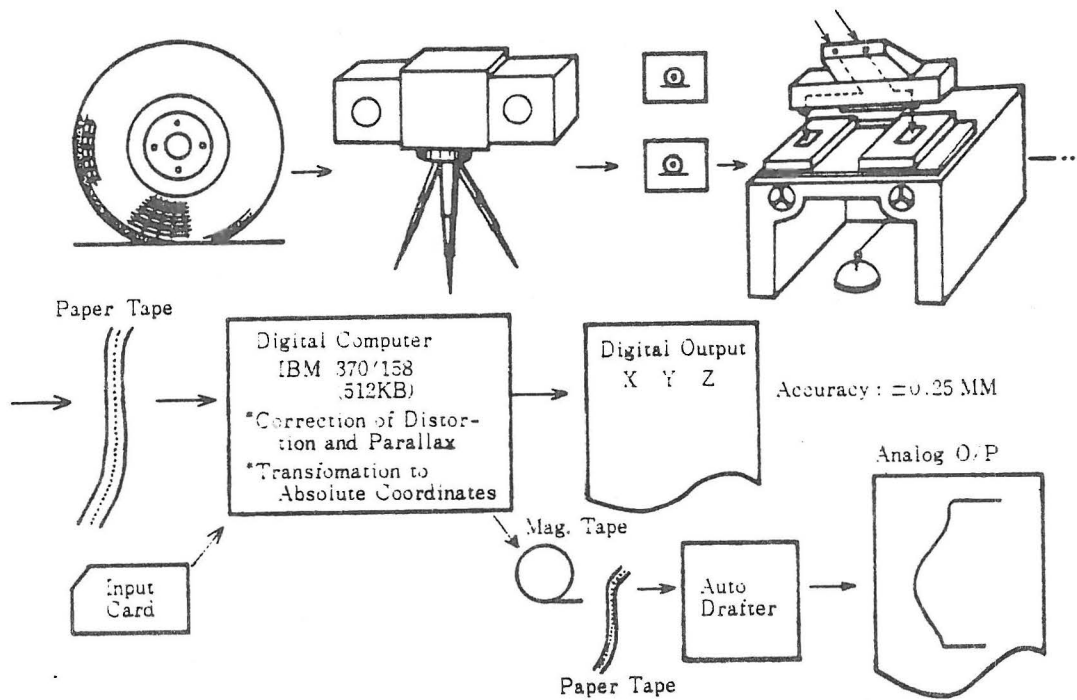 Paper Tape
Digital Computer
IBM 370/158
(512KB)
*Correction of Distor-
tion and Parallax
*Transfomation to
Absolute Coordinates
Digital Output
X Y Z
Accuracy : ±0.25 MM
Analog O/P
Input
Card
Mag. Tape
Paper Tape
Auto
Drafter